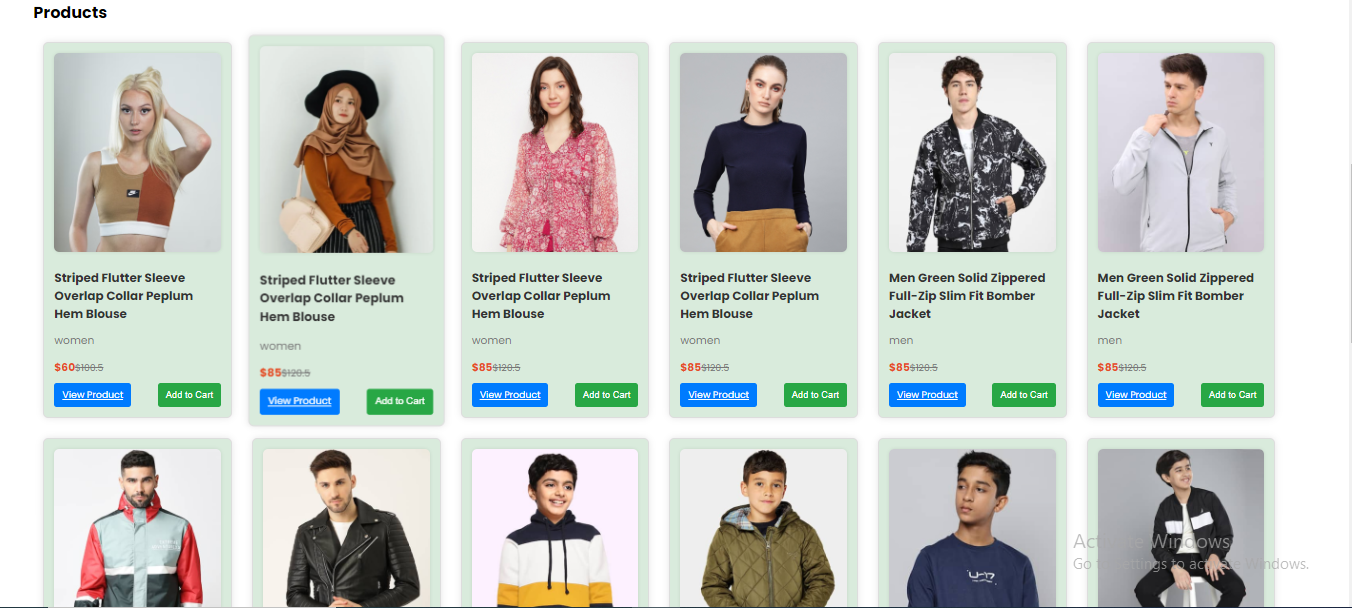 Products
Striped Flutter Sleeve
Overlap Collar Peplum
Hem Blouse
women
$60$100.5
View Product
Add to Cart
Striped Flutter Sleeve
Overlap Collar Peplum
Hem Blouse
women
$85$120.5
View Product
Add to Cart
Striped Flutter Sleeve
Overlap Collar Peplum
Hem Blouse
women
$85$120.5
View Product
Add to Cart
Striped Flutter Sleeve
Overlap Collar Peplum
Hem Blouse
women
$85$120.5
View Product
Add to Cart
Men Green Solid Zippered
Full-Zip Slim Fit Bomber
Jacket
men
$85$120.5
View Product
Add to Cart
Men Green Solid Zippered
Full-Zip Slim Fit Bomber
Jacket
men
$85$120.5
View Product
Add to Cart
Activate Windows
Go to Settings to activate Windows.